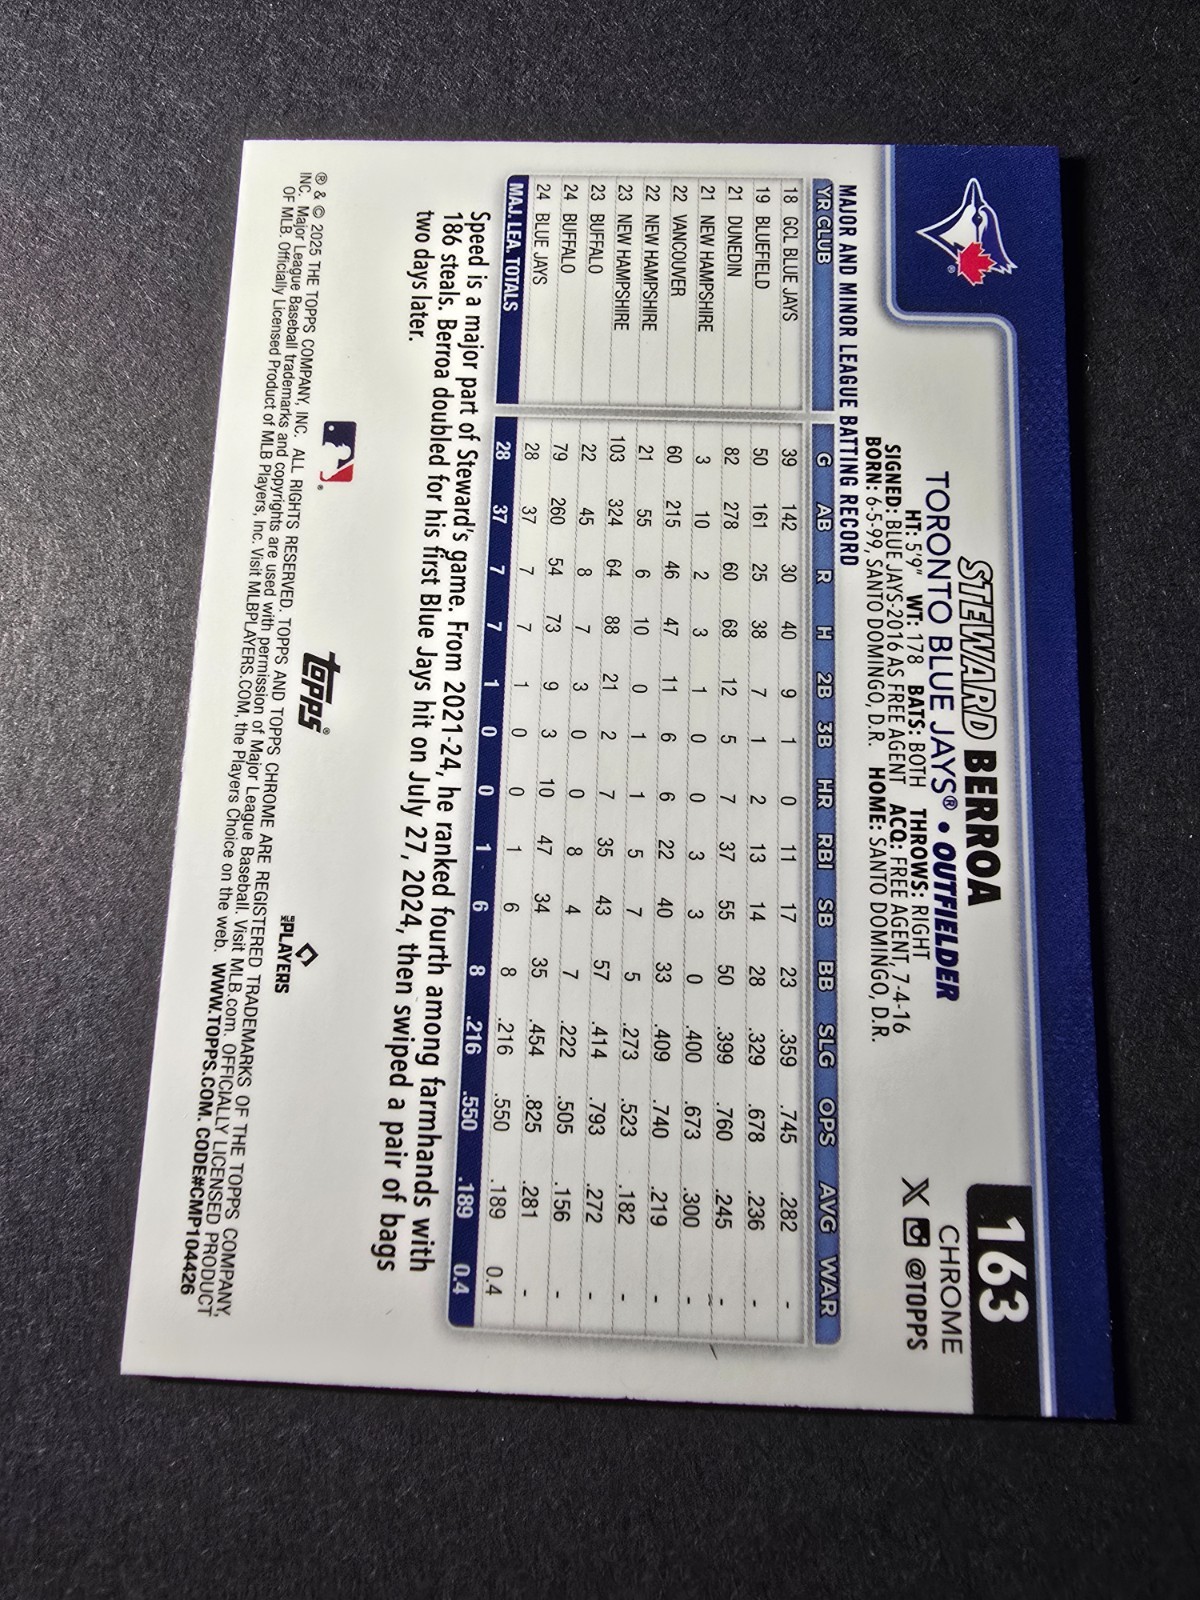 163
CHROME
@TOPPS
STEWARD BERROA
TORONTO BLUE JAYS® • OUTFIELDER
HT: 5'9" WT: 178 BATS: BOTH THROWS: RIGHT
SIGNED: BLUE JAYS-2016 AS FREE AGENT ACQ: FREE AGENT, 7-4-16
BORN: 6-5-99, SANTO DOMINGO, D.R. HOME: SANTO DOMINGO, D.R.
MAJOR AND MINOR LEAGUE BATTING RECORD
YR CLUB G AB R H 2B 3B HR RBI SB BB SLG OPS AVG WAR
18 GCL BLUE JAYS 39 142 30 40 9 1 0 11 17 23 .359 .745 .282 -
19 BLUEFIELD 50 161 25 38 7 1 2 13 14 28 .329 .678 .236 -
21 DUNEDIN 82 278 60 68 12 5 7 37 55 50 .399 .760 .245 -
21 NEW HAMPSHIRE 3 10 2 3 1 0 0 3 3 0 .400 .673 .300 -
22 VANCOUVER 60 215 46 47 11 6 6 22 40 33 .409 .740 .219 -
22 NEW HAMPSHIRE 21 55 6 10 0 1 1 5 7 5 .273 .523 .182 -
23 NEW HAMPSHIRE 103 324 64 88 21 2 7 35 43 57 .414 .793 .272 -
23 BUFFALO 22 45 8 7 3 0 0 8 4 7 .222 .505 .156 -
24 BUFFALO 79 260 54 73 9 3 10 47 34 35 .454 .825 .281 -
24 BLUE JAYS 28 37 7 7 1 0 0 1 6 8 .216 .550 .189 0.4
MAJ. LEA. TOTALS 28 37 7 7 1 0 0 1 6 8 .216 .550 .189 0.4
Speed is a major part of Steward's game. From 2021-24, he ranked fourth among farmhands with
186 steals. Berroa doubled for his first Blue Jays hit on July 27, 2024, then swiped a pair of bags
two days later.
topps®
MLB PLAYERS
® & © 2025 THE TOPPS COMPANY, INC. ALL RIGHTS RESERVED. TOPPS AND TOPPS CHROME ARE REGISTERED TRADEMARKS OF THE TOPPS COMPANY,
INC. Major League Baseball trademarks and copyrights are used with permission of Major League Baseball. Visit MLB.com. OFFICIALLY LICENSED PRODUCT
OF MLB. Officially Licensed Product of MLB Players, Inc. Visit MLBPLAYERS.COM, the Players Choice on the web. WWW.TOPPS.COM. CODE#CMP104426